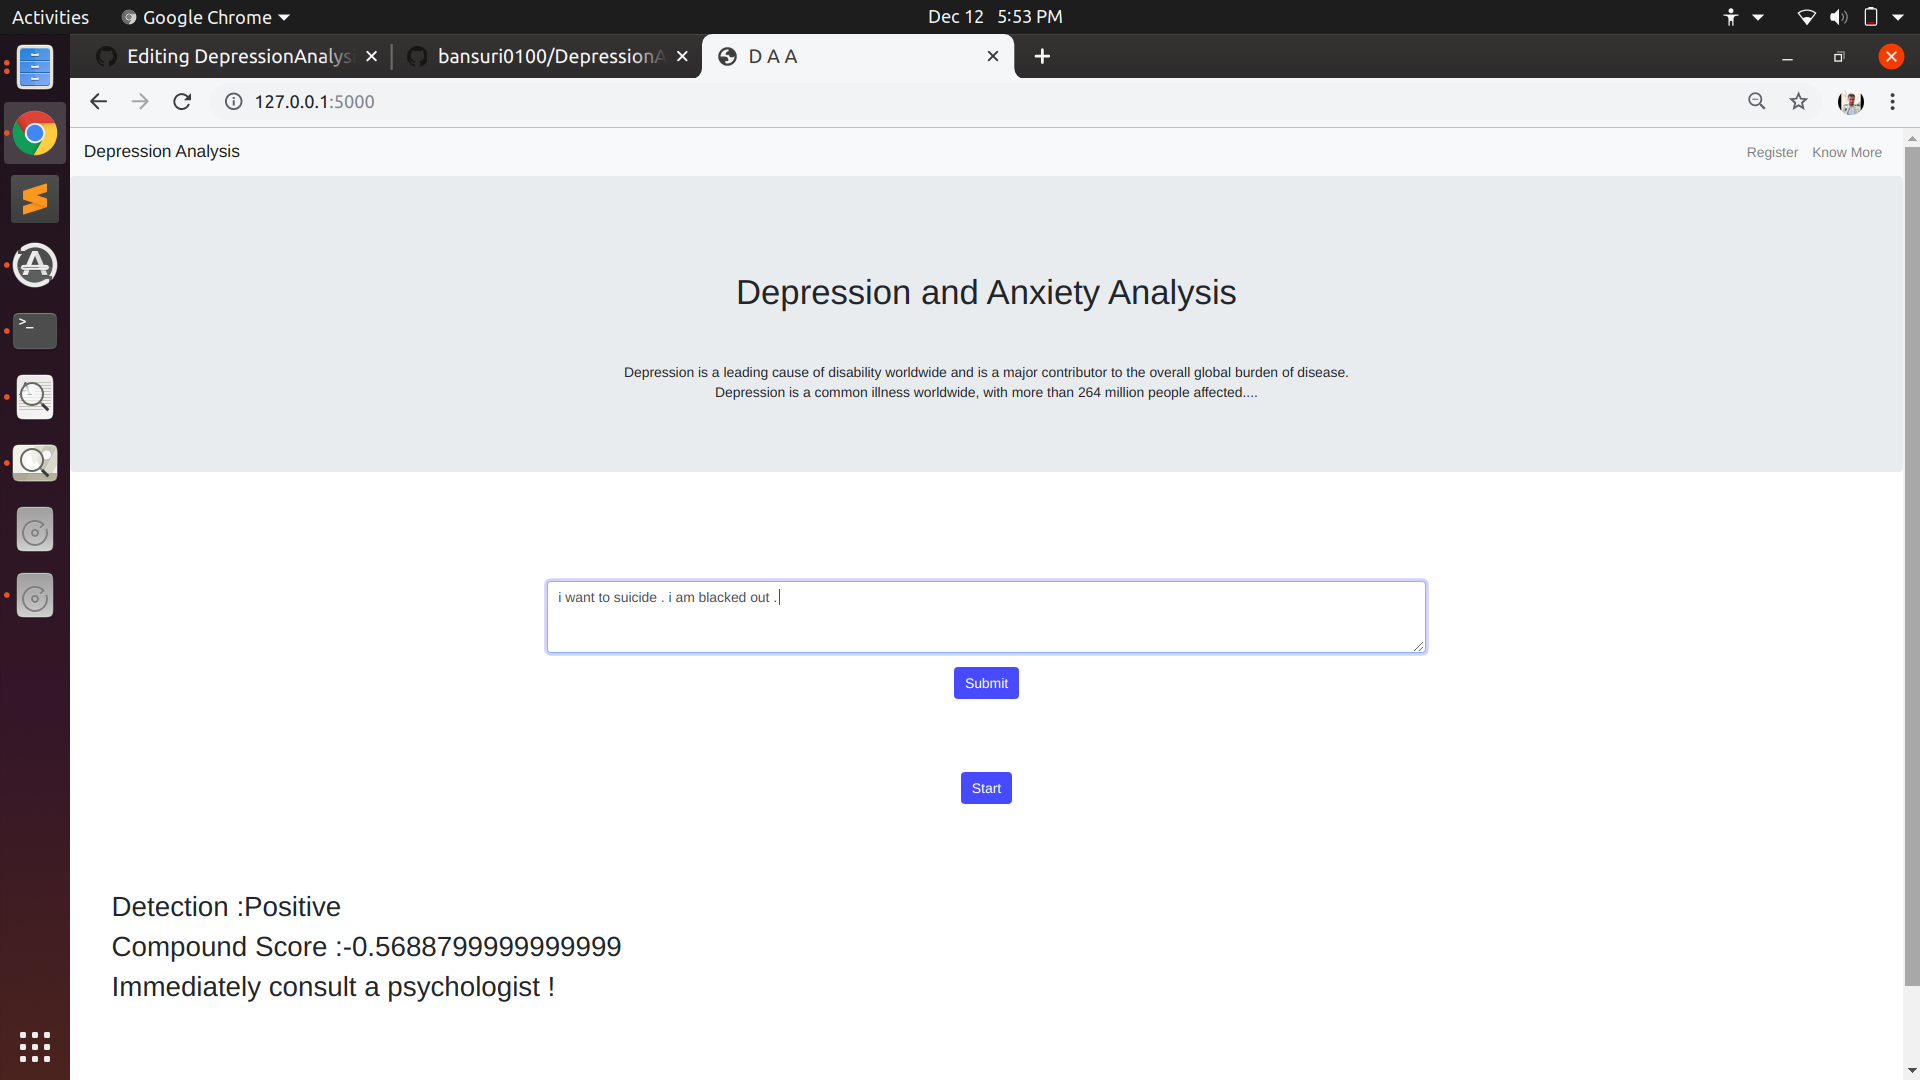 Activities Google Chrome Dec 12 5:53 PM
Editing DepressionAnalysi bansuri0100/DepressionA D A A
127.0.0.1:5000
Depression Analysis Register Know More
Depression and Anxiety Analysis
Depression is a leading cause of disability worldwide and is a major contributor to the overall global burden of disease.
Depression is a common illness worldwide, with more than 264 million people affected....
i want to suicide . i am blacked out .
Submit
Start
Detection :Positive
Compound Score :-0.5688799999999999
Immediately consult a psychologist !